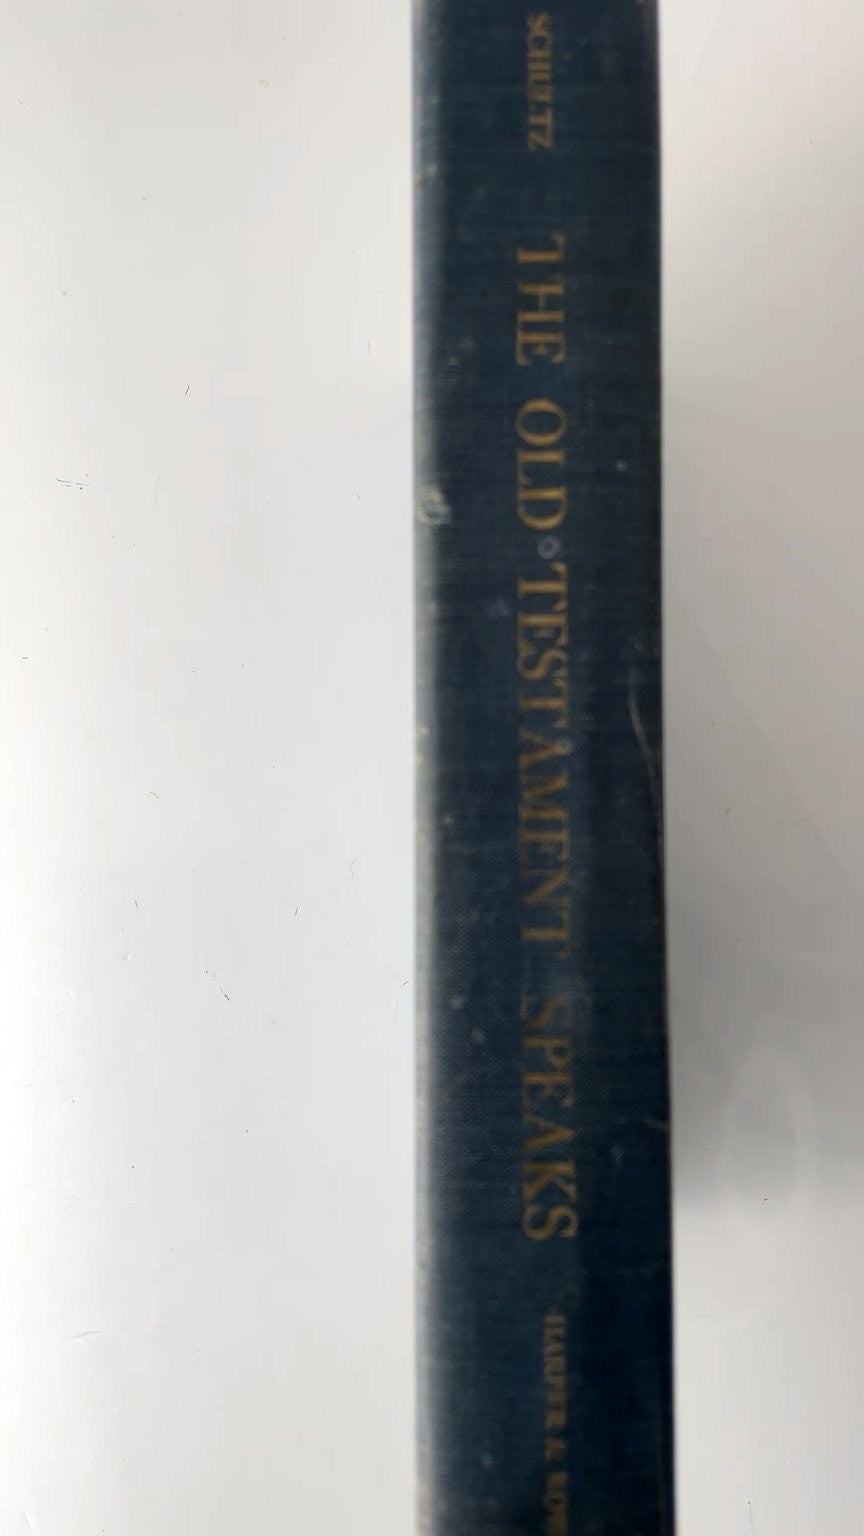 SCHULTZ
THE OLD TESTAMENT SPEAKS
HARPER & ROW